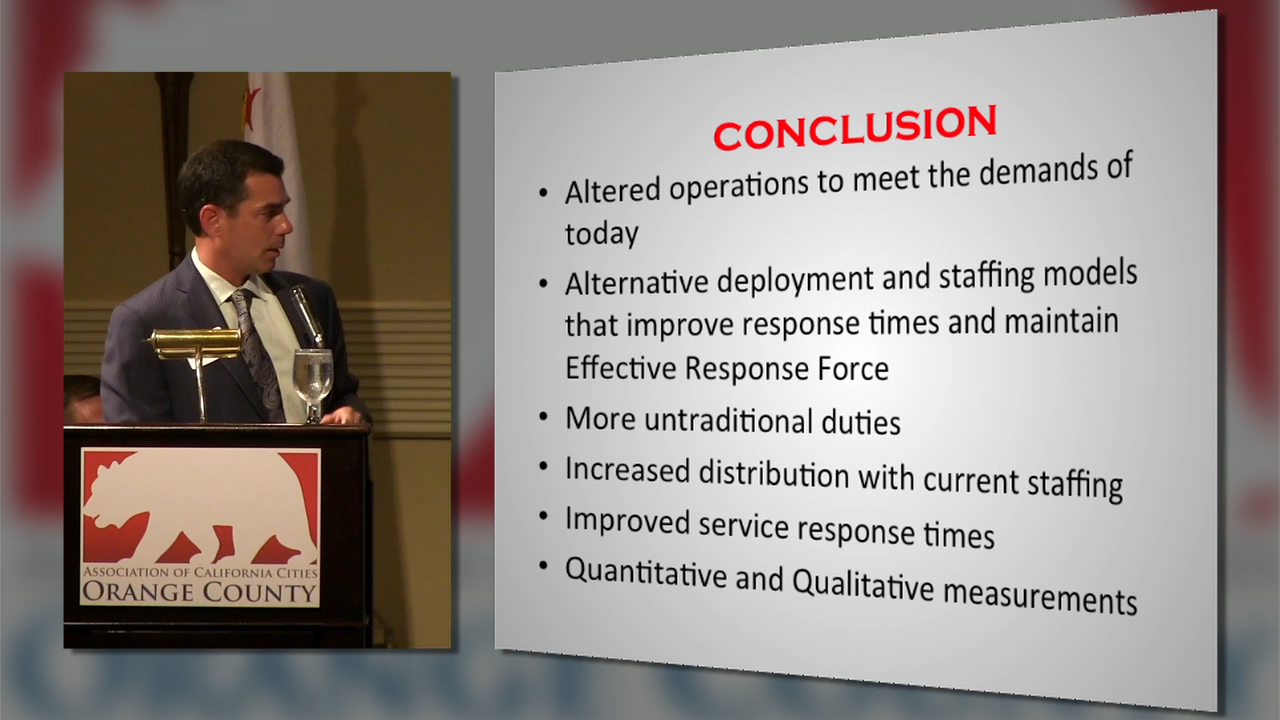 CONCLUSION
• Altered operations to meet the demands of
today
• Alternative deployment and staffing models
that improve response times and maintain
Effective Response Force
• More untraditional duties
• Increased distribution with current staffing
• Improved service response times
• Quantitative and Qualitative measurements
ASSOCIATION OF CALIFORNIA CITIES
ORANGE COUNTY